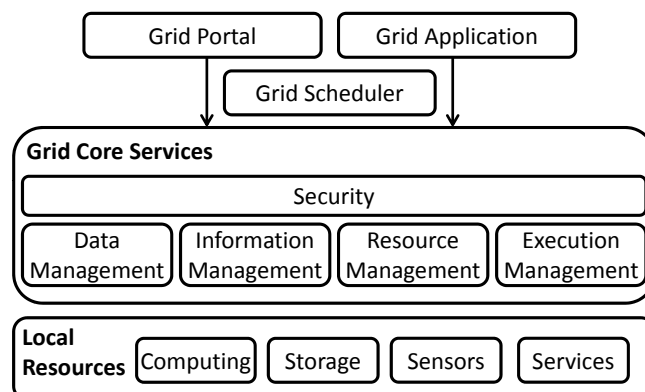 Grid Portal
Grid Application
Grid Scheduler
Grid Core Services
Security
Data
Management
Information
Management
Resource
Management
Execution
Management
Local
Resources
Computing
Storage
Sensors
Services